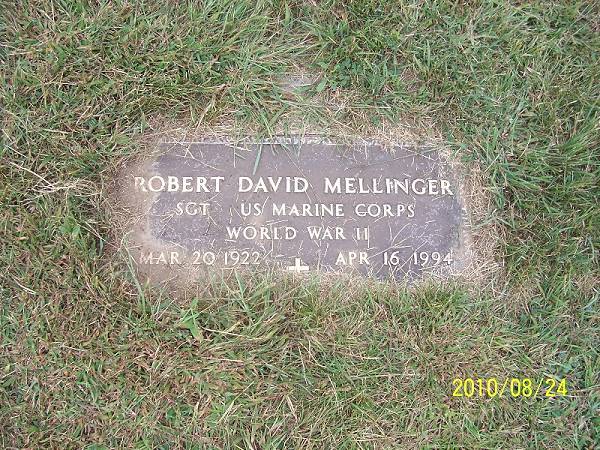 ROBERT DAVID MELLINGER
SGT US MARINE CORPS
WORLD WAR II
MAR 20 1922 APR 16 1994
2010/08/24